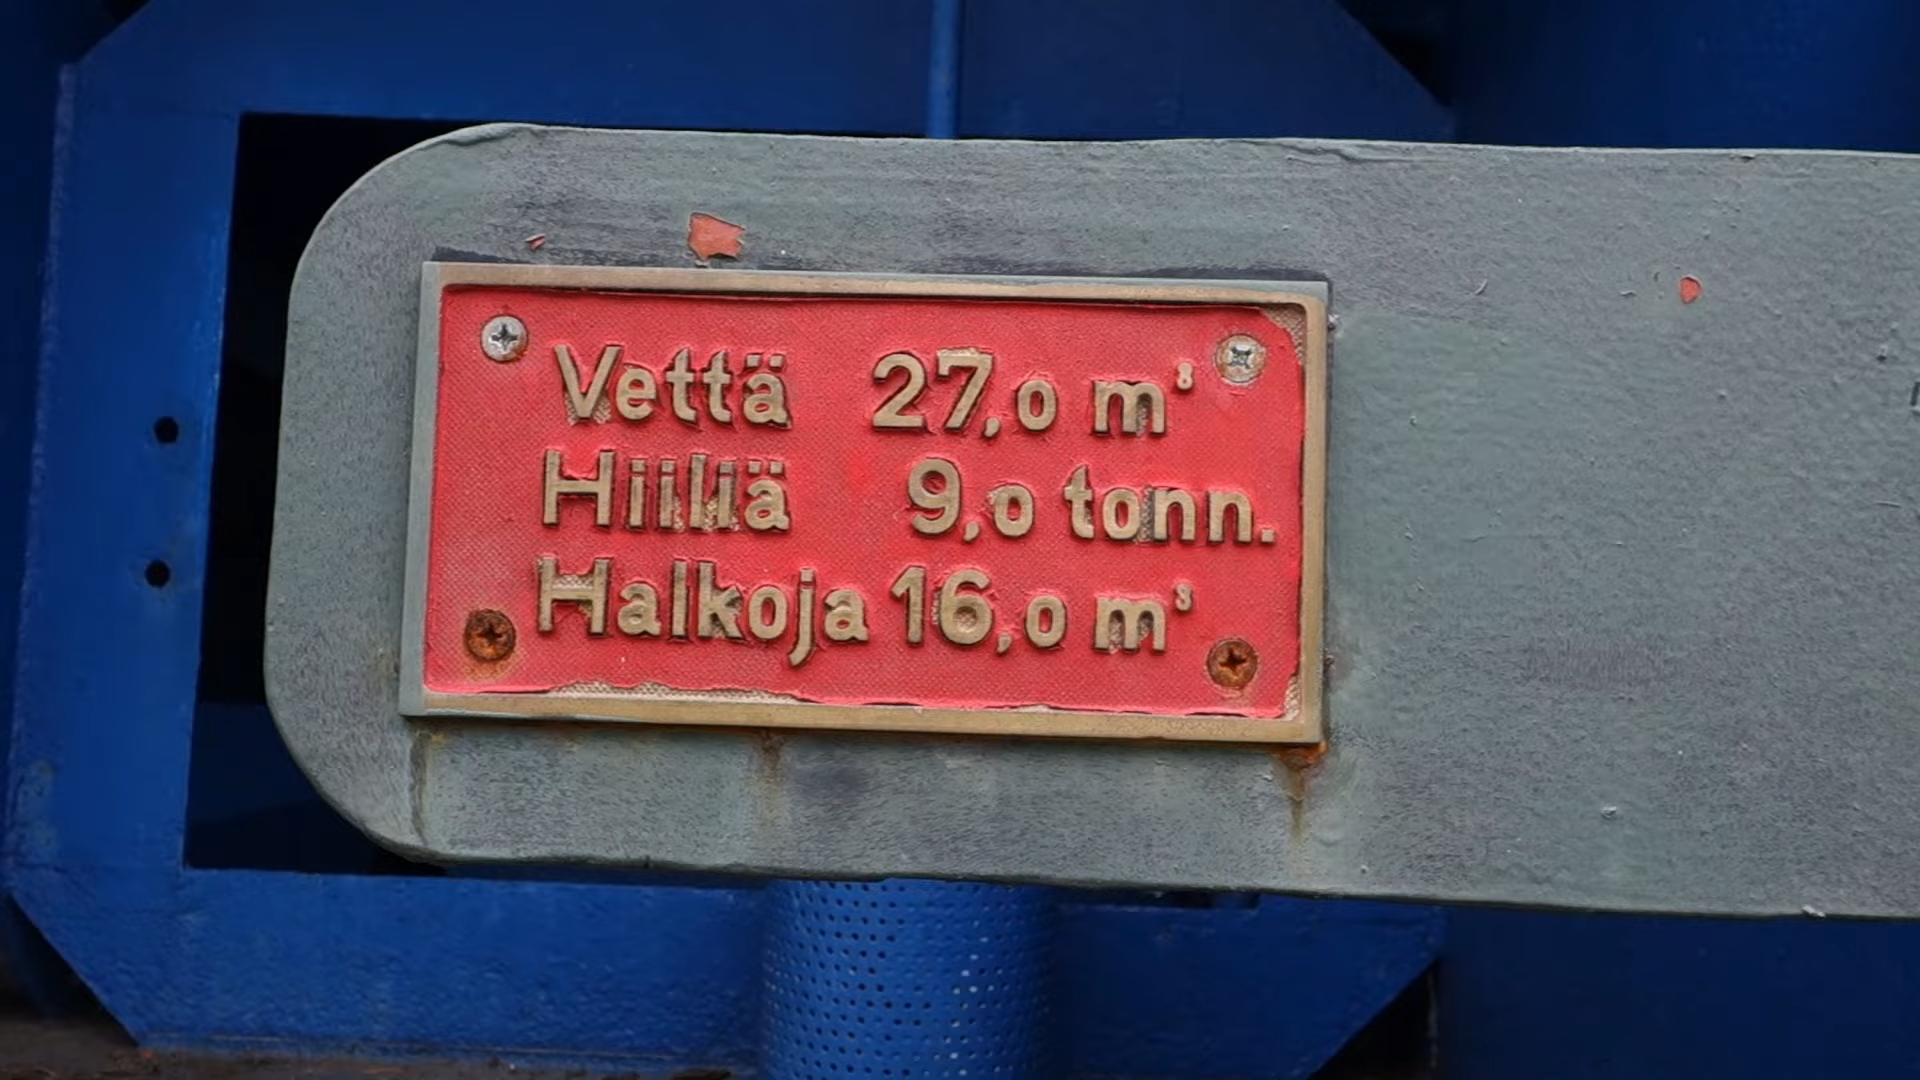 Vettä 27,0 m³
Hiiliä 9,0 tonn.
Halkoja 16,0 m³